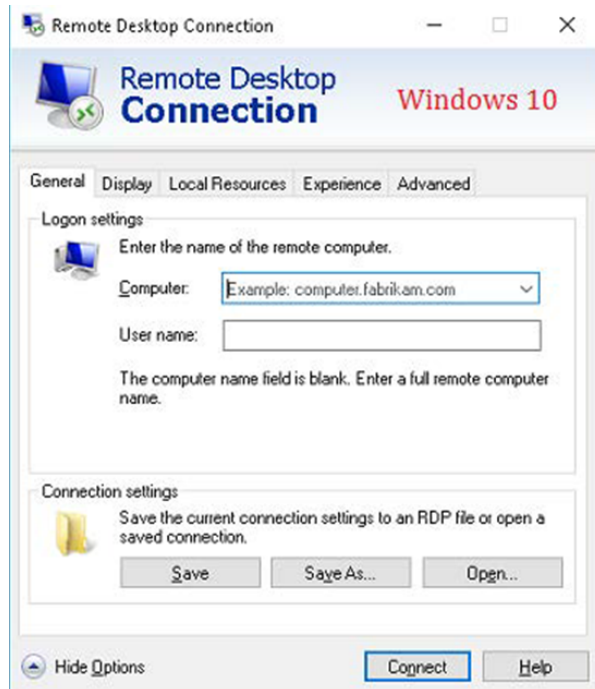 Remote Desktop Connection
Remote Desktop
Connection
Windows 10
General Display Local Resources Experience Advanced
Logon settings
Enter the name of the remote computer.
Computer: Example: computer.fabrikam.com
User name:
The computer name field is blank. Enter a full remote computer
name.
Connection settings
Save the current connection settings to an RDP file or open a
saved connection.
Save Save As... Open...
Hide Options Connect Help